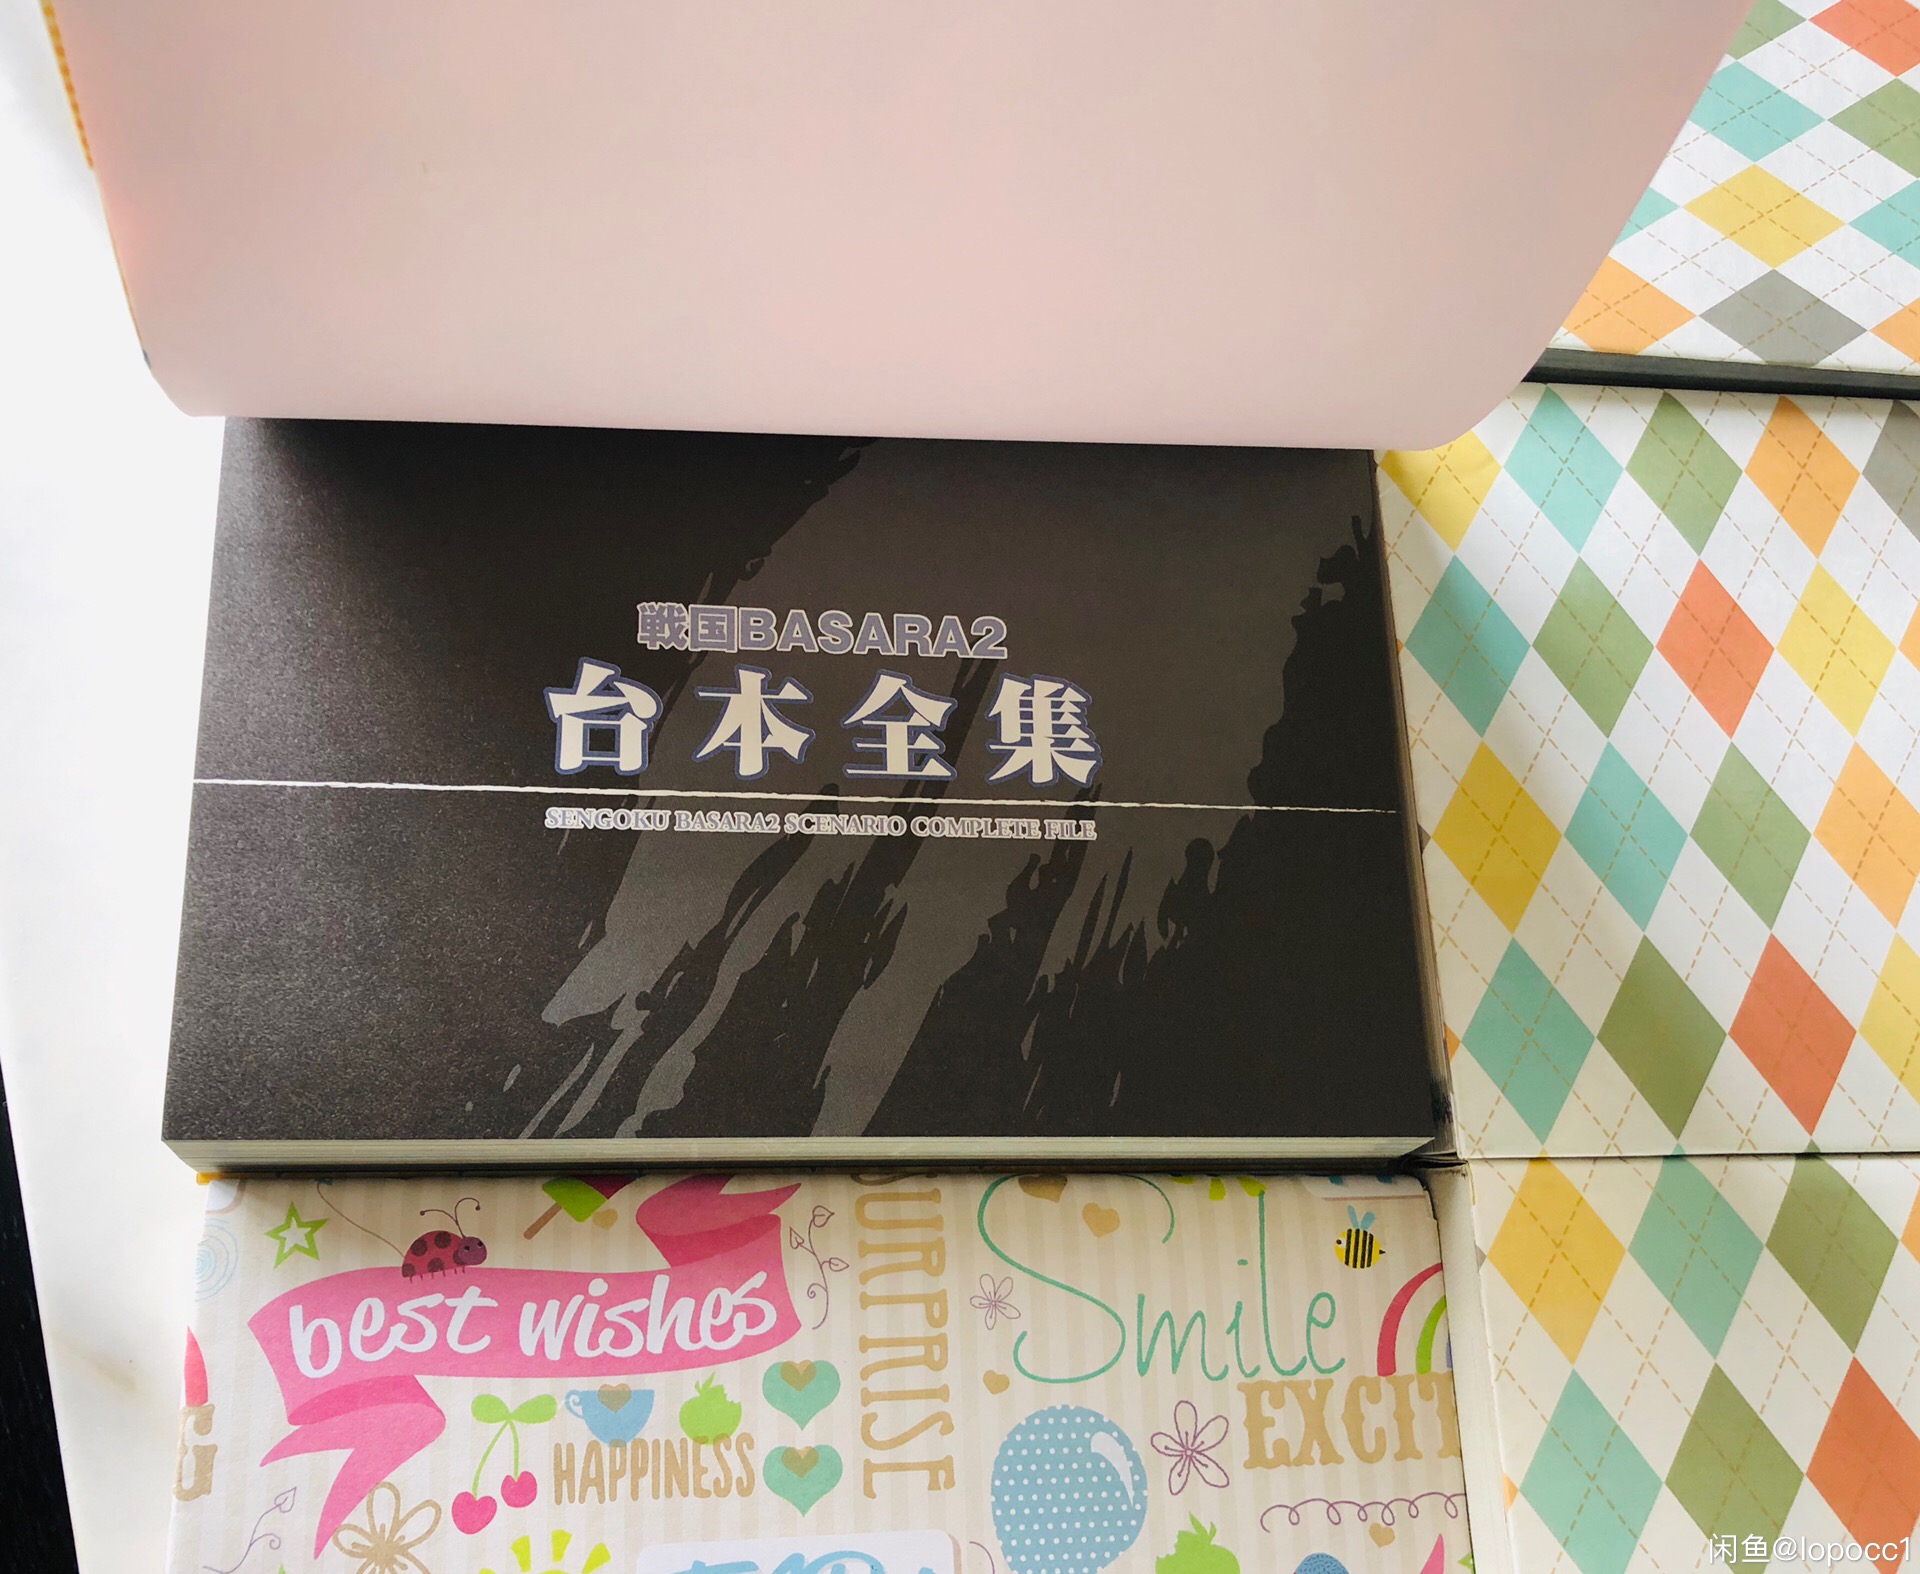 戦国BASARA2
台本全集
SENGOKU BASARA2 SCENARIO COMPLETE FILE
best wishes
SURPRISE
Smile
HAPPINESS
EXCIT
闲鱼@lopocc1